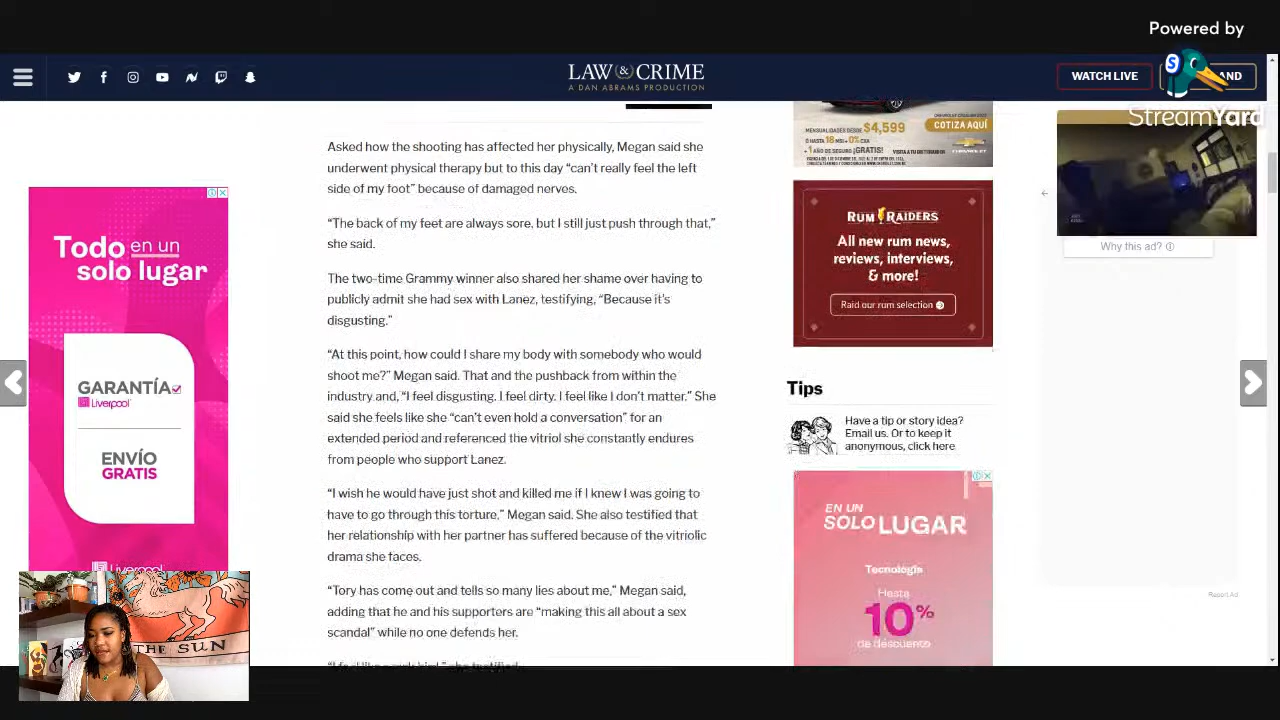 Powered by
StreamYard
LAW & CRIME
A DAN ABRAMS PRODUCTION
WATCH LIVE
AND
Asked how the shooting has affected her physically, Megan said she
underwent physical therapy but to this day “can’t really feel the left
side of my foot” because of damaged nerves.
“The back of my feet are always sore, but I still just push through that,”
she said.
The two-time Grammy winner also shared her shame over having to
publicly admit she had sex with Lanez, testifying, “Because it’s
disgusting.”
“At this point, how could I share my body with somebody who would
shoot me?” Megan said. That and the pushback from within the
industry and, “I feel disgusting. I feel dirty. I feel like I don’t matter.” She
said she feels like she “can’t even hold a conversation” for an
extended period and referenced the vitriol she constantly endures
from people who support Lanez.
“I wish he would have just shot and killed me if I knew I was going to
have to go through this torture,” Megan said. She also testified that
her relationship with her partner has suffered because of the vitriolic
drama she faces.
“Tory has come out and tells so many lies about me,” Megan said,
adding that he and his supporters are “making this all about a sex
scandal” while no one defends her.
Todo en un
solo lugar
GARANTÍA
Liverpool
ENVÍO
GRATIS
Liverpool
THE SUN
MENSUALIDADES DESDE
$4,599
COTIZA AQUÍ
1 AÑO DE SEGURO ¡GRATIS!
RUM RAIDERS
All new rum news,
reviews, interviews,
& more!
Raid our rum selection
Tips
Have a tip or story idea?
Email us. Or to keep it
anonymous, click here
EN UN
SOLO LUGAR
Tecnología
Hasta
10%
de descuento
Why this ad?
Report Ad